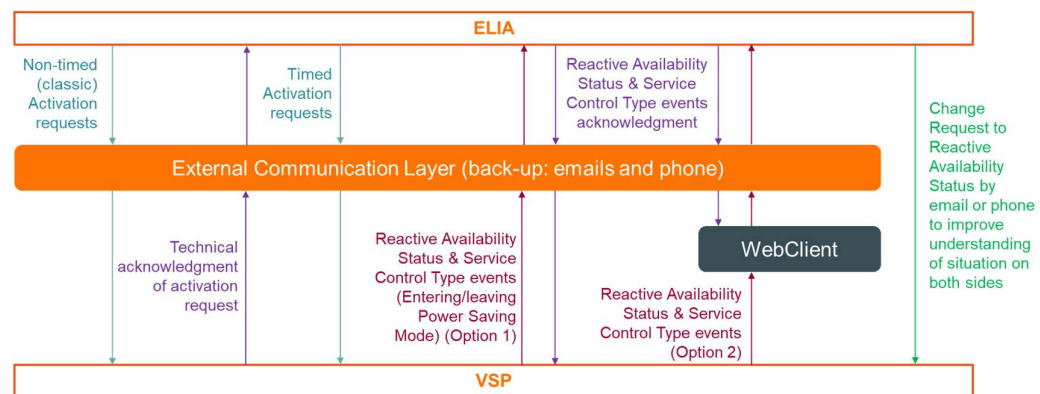 ELIA
Non-timed
(classic)
Activation
requests
Timed
Activation
requests
Reactive Availability
Status & Service
Control Type events
acknowledgment
Change
Request to
Reactive
Availability
Status by
email or phone
to improve
understanding
of situation on
both sides
External Communication Layer (back-up: emails and phone)
Technical
acknowledgment
of activation
request
Reactive Availability
Status & Service
Control Type events
(Entering/leaving
Power Saving
Mode) (Option 1)
WebClient
Reactive Availability
Status & Service
Control Type events
(Option 2)
VSP